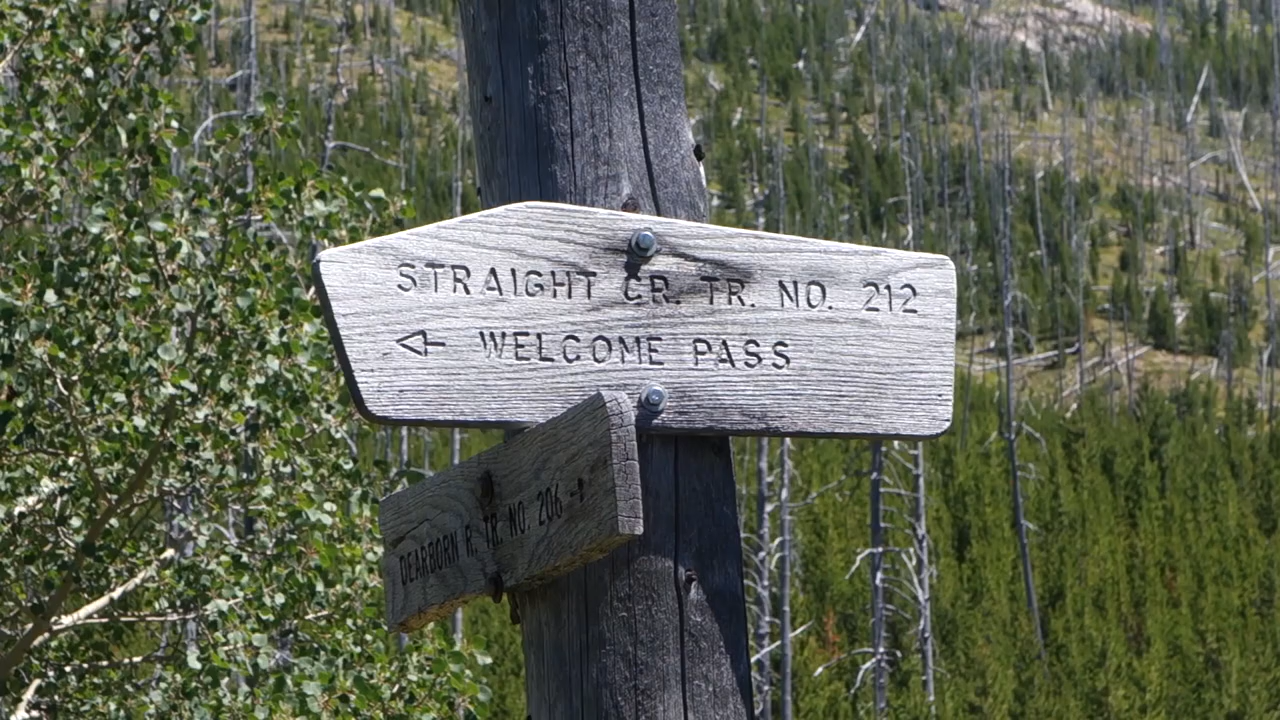 STRAIGHT CR. TR. NO. 212
← WELCOME PASS
DEARBORN R. TR. NO. 206 →